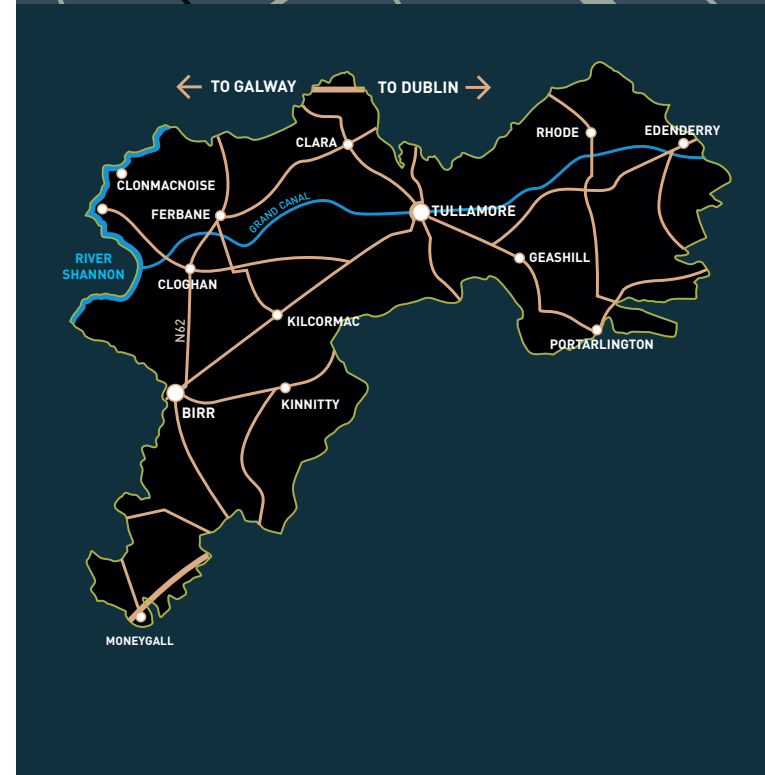 TO GALWAY
TO DUBLIN
CLARA
RHODE
EDENDERRY
CLONMACNOISE
FERBANE
GRAND CANAL
TULLAMORE
RIVER
SHANNON
GEASHILL
CLOGHAN
KILCORMAC
N62
PORTARLINGTON
BIRR
KINNITTY
MONEYGALL